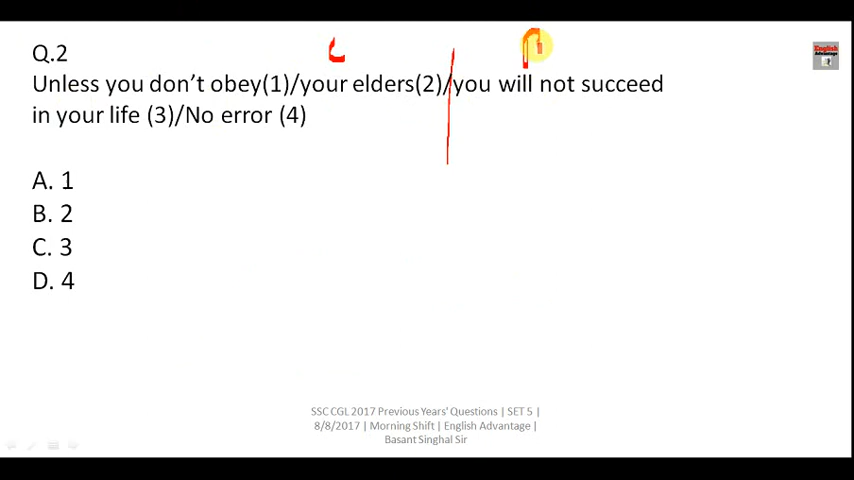 Q.2
Unless you don't obey(1)/your elders(2)/you will not succeed
in your life (3)/No error (4)
A. 1
B. 2
C. 3
D. 4
English
Advantage
SSC CGL 2017 Previous Years' Questions | SET 5 |
8/8/2017 | Morning Shift | English Advantage |
Basant Singhal Sir